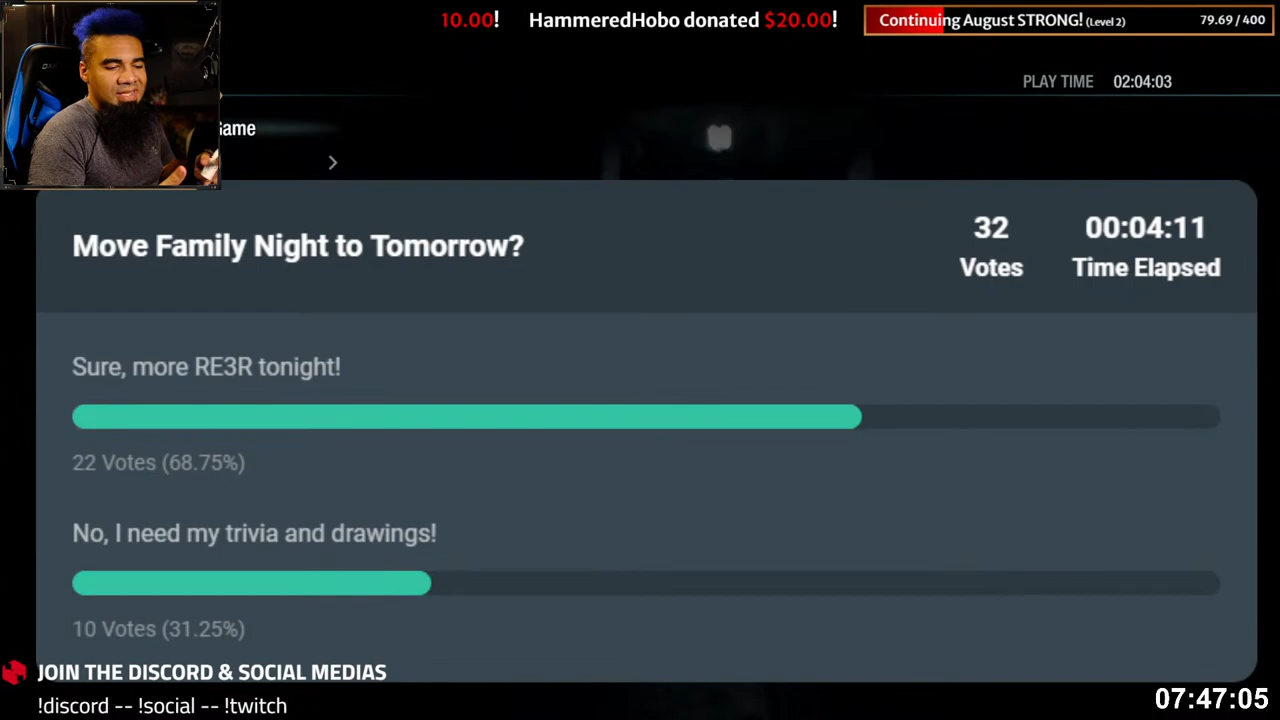 10.00! HammeredHobo donated $20.00!
Continuing August STRONG! (Level 2) 79.69 / 400
PLAY TIME 02:04:03
Game
Move Family Night to Tomorrow?
32 Votes
00:04:11 Time Elapsed
Sure, more RE3R tonight!
22 Votes (68.75%)
No, I need my trivia and drawings!
10 Votes (31.25%)
JOIN THE DISCORD & SOCIAL MEDIAS
!discord -- !social -- !twitch
07:47:05